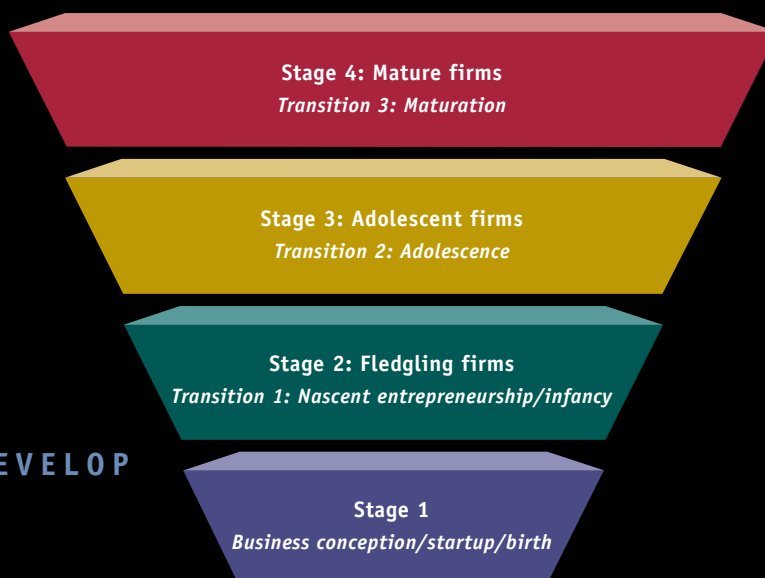 Stage 4: Mature firms
Transition 3: Maturation
Stage 3: Adolescent firms
Transition 2: Adolescence
Stage 2: Fledgling firms
Transition 1: Nascent entrepreneurship/infancy
EVELOP
Stage 1
Business conception/startup/birth